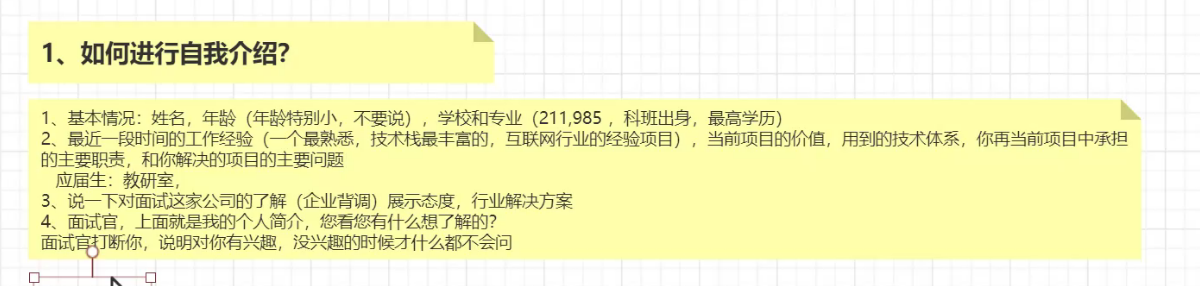 1、如何进行自我介绍?
1、基本情况：姓名，年龄（年龄特别小，不要说），学校和专业（211,985 ，科班出身，最高学历）
2、最近一段时间的工作经验（一个最熟悉，技术栈最丰富的，互联网行业的经验项目），当前项目的价值，用到的技术体系，你再当前项目中承担
的主要职责，和你解决的项目的主要问题
应届生：教研室，
3、说一下对面试这家公司的了解（企业背调）展示态度，行业解决方案
4、面试官，上面就是我的个人简介，您看您有什么想了解的?
面试官打断你，说明对你有兴趣，没兴趣的时候才什么都不会问